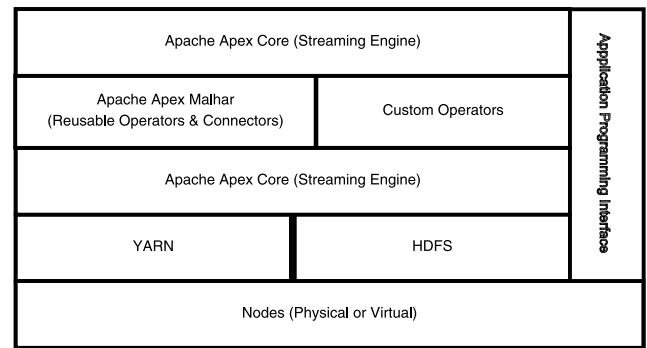 Apache Apex Core (Streaming Engine)
Apache Apex Malhar
(Reusable Operators & Connectors)
Custom Operators
Apache Apex Core (Streaming Engine)
YARN
HDFS
Nodes (Physical or Virtual)
Appplication Programming Interface